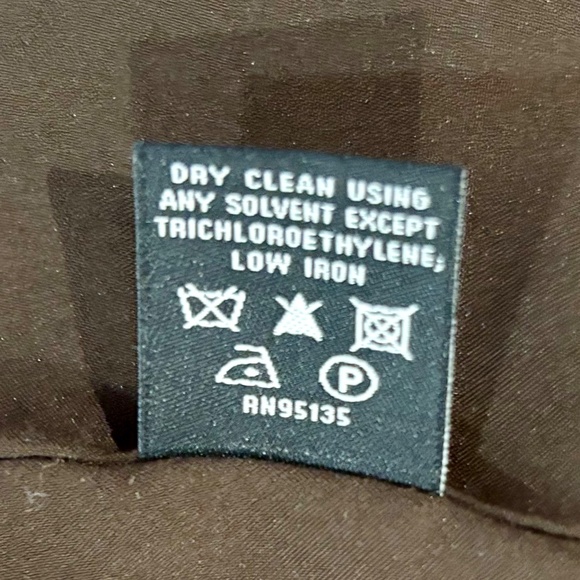 DRY CLEAN USING
ANY SOLVENT EXCEPT
TRICHLOROETHYLENE;
LOW IRON
P
RN95135